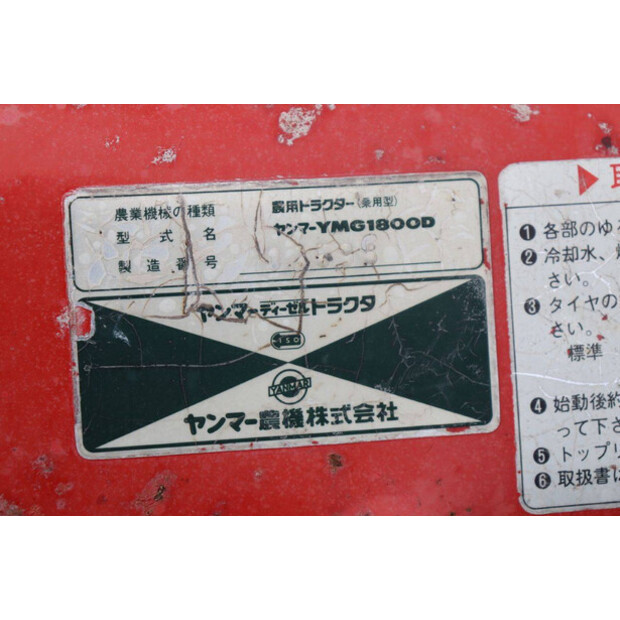 農業機械の種類 農用トラクター(乗用型)
型式名 ヤンマーYMG1800D
製造番号
ヤンマーディーゼルトラクタ
ISO
YANMAR
ヤンマー農機株式会社
❶ 各部のゆる
❷ 冷却水、
さい。
❸ タイヤの
さい。
標準
❹ 始動後約
って下さ
❺ トップリ
❻ 取扱書は